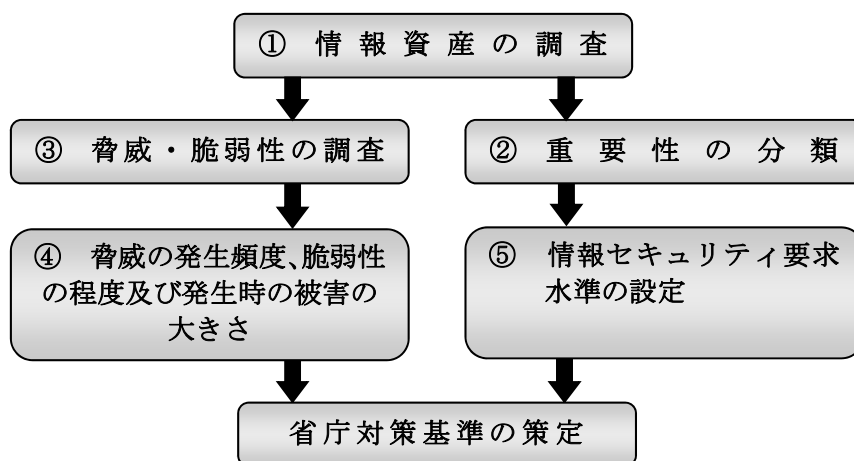 ① 情報資産の調査
③ 脅威・脆弱性の調査
② 重要性の分類
④ 脅威の発生頻度、脆弱性
の程度及び発生時の被害の
大きさ
⑤ 情報セキュリティ要求
水準の設定
省庁対策基準の策定